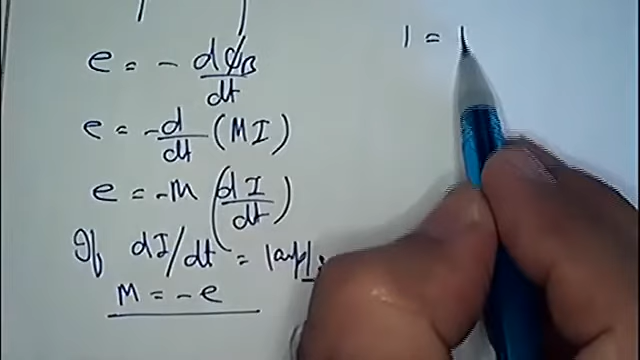 e = - dϕB/dt
e = -d/dt (MI)
e = -M (dI/dt)
If dI/dt = 1amp/s
M = -e
1 = 1